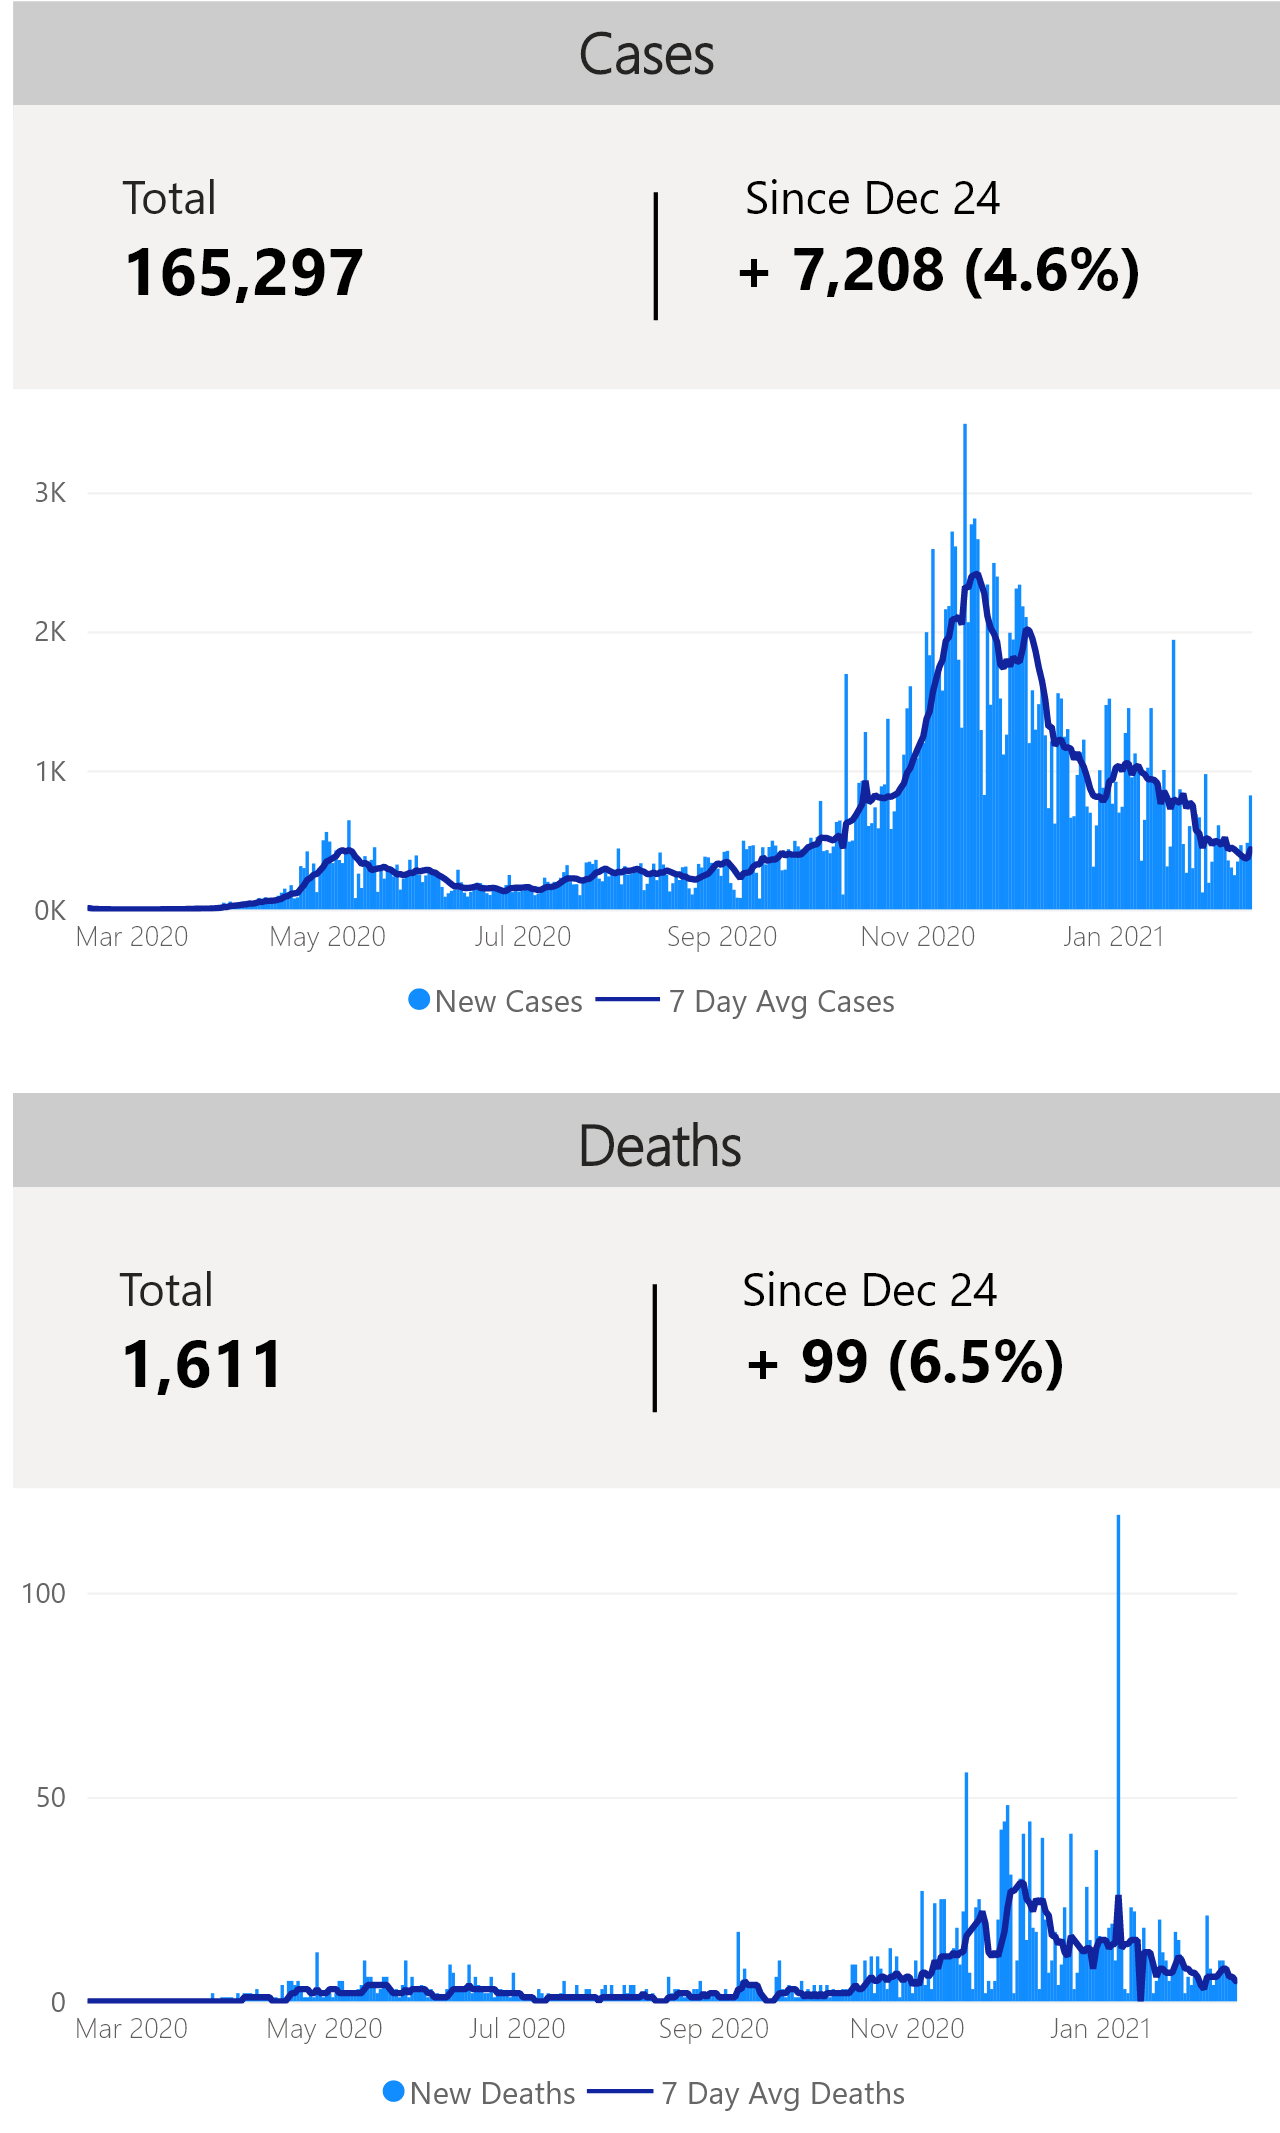 Cases
Total
Since Dec 24
165,297
+ 7,208 (4.6%)
3K
2K
1K
0K
Mar 2020 May 2020 Jul 2020 Sep 2020 Nov 2020 Jan 2021
New Cases 7 Day Avg Cases
Deaths
Total
Since Dec 24
1,611
+ 99 (6.5%)
100
50
0
Mar 2020 May 2020 Jul 2020 Sep 2020 Nov 2020 Jan 2021
New Deaths 7 Day Avg Deaths